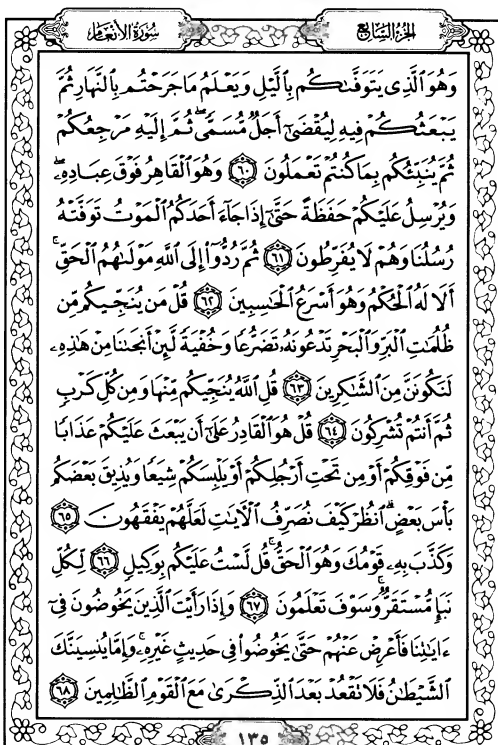 الجزء السابع
سورة الأنعام
وَهُوَ ٱلَّذِى يَتَوَفَّىٰكُم بِٱلَّيۡلِ وَيَعۡلَمُ مَا جَرَحۡتُم بِٱلنَّهَارِ ثُمَّ
يَبۡعَثُكُمۡ فِيهِ لِيُقۡضَىٰٓ أَجَلٌ مُّسَمًّىۖ ثُمَّ إِلَيۡهِ مَرۡجِعُكُمۡ
ثُمَّ يُنَبِّئُكُم بِمَا كُنتُمۡ تَعۡمَلُونَ ٦٠ وَهُوَ ٱلۡقَاهِرُ فَوۡقَ عِبَادِهِۦۖ
وَيُرۡسِلُ عَلَيۡكُمۡ حَفَظَةً حَتَّىٰٓ إِذَا جَآءَ أَحَدَكُمُ ٱلۡمَوۡتُ تَوَفَّتۡهُ
رُسُلُنَا وَهُمۡ لَا يُفَرِّطُونَ ٦١ ثُمَّ رُدُّوٓاْ إِلَى ٱللَّهِ مَوۡلَىٰهُمُ ٱلۡحَقِّۚ
أَلَا لَهُ ٱلۡحُكۡمُ وَهُوَ أَسۡرَعُ ٱلۡحَٰسِبِينَ ٦٢ قُلۡ مَن يُنَجِّيكُم مِّن
ظُلُمَٰتِ ٱلۡبَرِّ وَٱلۡبَحۡرِ تَدۡعُونَهُۥ تَضَرُّعًا وَخُفۡيَةً لَّئِنۡ أَنجَىٰنَا مِنۡ هَٰذِهِۦ
لَنَكُونَنَّ مِنَ ٱلشَّٰكِرِينَ ٦٣ قُلِ ٱللَّهُ يُنَجِّيكُم مِّنۡهَا وَمِن كُلِّ كَرۡبٍ
ثُمَّ أَنتُمۡ تُشۡرِكُونَ ٦٤ قُلۡ هُوَ ٱلۡقَادِرُ عَلَىٰٓ أَن يَبۡعَثَ عَلَيۡكُمۡ عَذَابًا
مِّن فَوۡقِكُمۡ أَوۡ مِن تَحۡتِ أَرۡجُلِكُمۡ أَوۡ يَلۡبِسَكُمۡ شِيَعًا وَيُذِيقَ بَعۡضَكُم
بَأۡسَ بَعۡضٍۗ ٱنظُرۡ كَيۡفَ نُصَرِّفُ ٱلۡأٓيَٰتِ لَعَلَّهُمۡ يَفۡقَهُونَ ٦٥
وَكَذَّبَ بِهِۦ قَوۡمُكَ وَهُوَ ٱلۡحَقُّۚ قُل لَّسۡتُ عَلَيۡكُم بِوَكِيلٍ ٦٦ لِّكُلِّ
نَبَإٍ مُّسۡتَقَرٌّۚ وَسَوۡفَ تَعۡلَمُونَ ٦٧ وَإِذَا رَأَيۡتَ ٱلَّذِينَ يَخُوضُونَ فِىٓ
ءَايَٰتِنَا فَأَعۡرِضۡ عَنۡهُمۡ حَتَّىٰ يَخُوضُواْ فِى حَدِيثٍ غَيۡرِهِۦۚ وَإِمَّا يُنسِيَنَّكَ
ٱلشَّيۡطَٰنُ فَلَا تَقۡعُدۡ بَعۡدَ ٱلذِّكۡرَىٰ مَعَ ٱلۡقَوۡمِ ٱلظَّٰلِمِينَ ٦٨
١٣٥